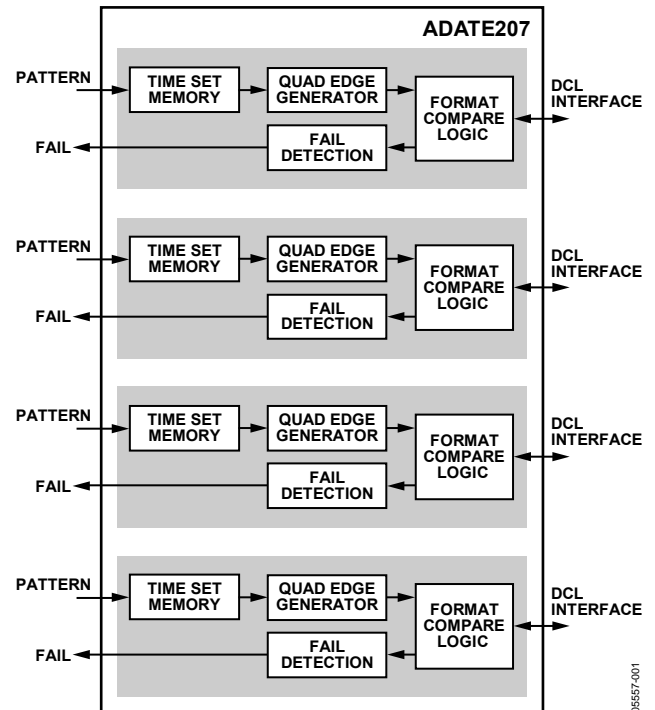 ADATE207
PATTERN
TIME SET
MEMORY
QUAD EDGE
GENERATOR
FORMAT
COMPARE
LOGIC
DCL
INTERFACE
FAIL
FAIL
DETECTION
PATTERN
TIME SET
MEMORY
QUAD EDGE
GENERATOR
FORMAT
COMPARE
LOGIC
DCL
INTERFACE
FAIL
FAIL
DETECTION
PATTERN
TIME SET
MEMORY
QUAD EDGE
GENERATOR
FORMAT
COMPARE
LOGIC
DCL
INTERFACE
FAIL
FAIL
DETECTION
PATTERN
TIME SET
MEMORY
QUAD EDGE
GENERATOR
FORMAT
COMPARE
LOGIC
DCL
INTERFACE
FAIL
FAIL
DETECTION
05557-001